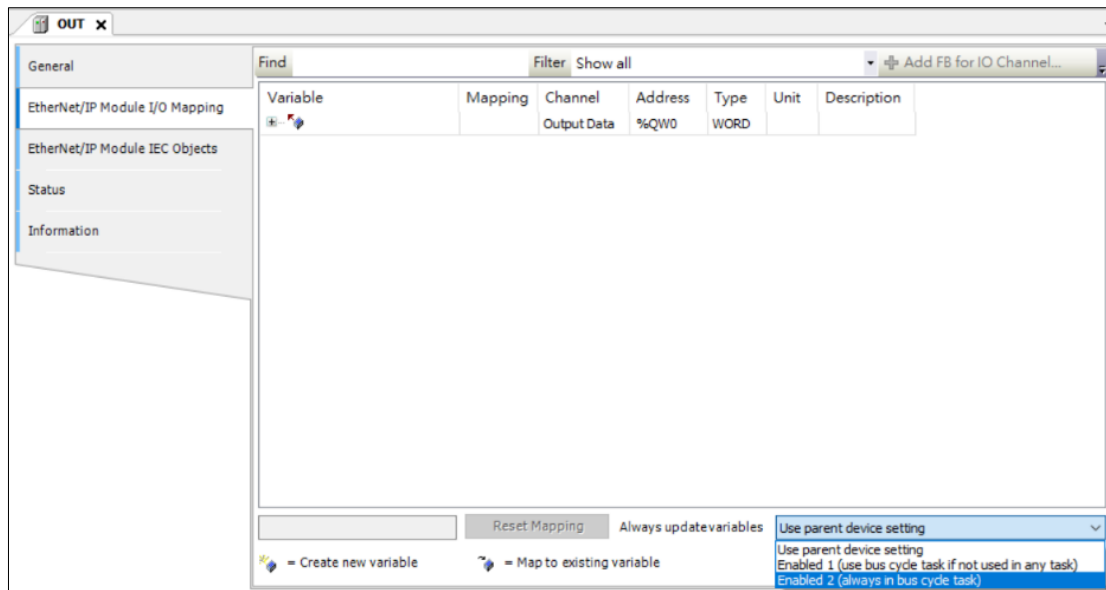 OUT
General
EtherNet/IP Module I/O Mapping
EtherNet/IP Module IEC Objects
Status
Information
Find Filter Show all Add FB for IO Channel...
Variable Mapping Channel Address Type Unit Description
Output Data %QW0 WORD
Reset Mapping Always update variables Use parent device setting
Use parent device setting
Enabled 1 (use bus cycle task if not used in any task)
Enabled 2 (always in bus cycle task)
= Create new variable = Map to existing variable